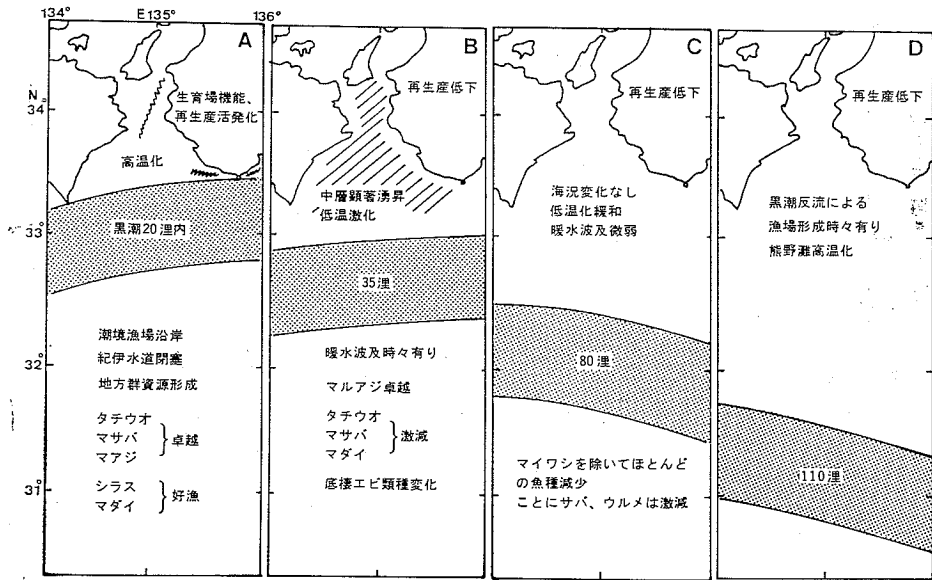 134°
E135°
136°
N
34°
33°
32°
31°
A
生育場機能、
再生産活発化
高温化
黒潮20浬内
潮境漁場沿岸
紀伊水道閉塞
地方群資源形成
タチウオ
マサバ
マアジ
卓越
シラス
マダイ
好漁
B
再生産低下
中層顕著湧昇
低温激化
35浬
暖水波及時々有り
マルアジ卓越
タチウオ
マサバ
マダイ
激減
底棲エビ類種変化
C
再生産低下
海況変化なし
低温化緩和
暖水波及微弱
80浬
マイワシを除いてほとんど
の魚種減少
ことにサバ、ウルメは激減
D
再生産低下
黒潮反流による
漁場形成時々有り
熊野灘高温化
110浬